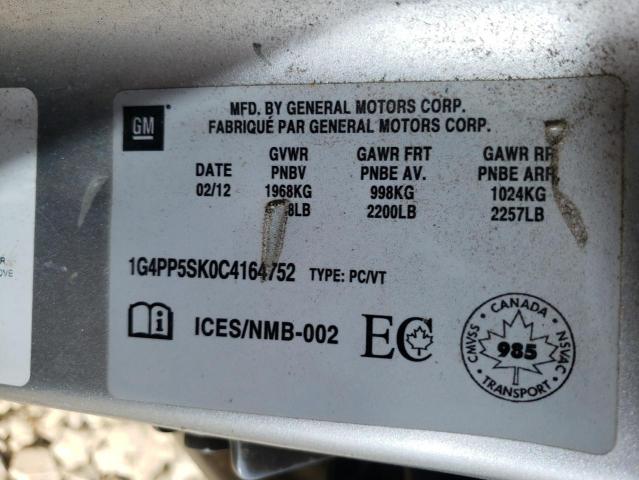 GM
MFD. BY GENERAL MOTORS CORP.
FABRIQUÉ PAR GENERAL MOTORS CORP.
DATE GVWR GAWR FRT GAWR
PNBV PNBE AV. PNBE ARR.
02/12 1968KG 998KG 1024KG
2200LB 2257LB
1G4PP5SK0C4164752 TYPE: PC/VT
i ICES/NMB-002 EC
CANADA
CMVSS 985 NSVAC
TRANSPORT